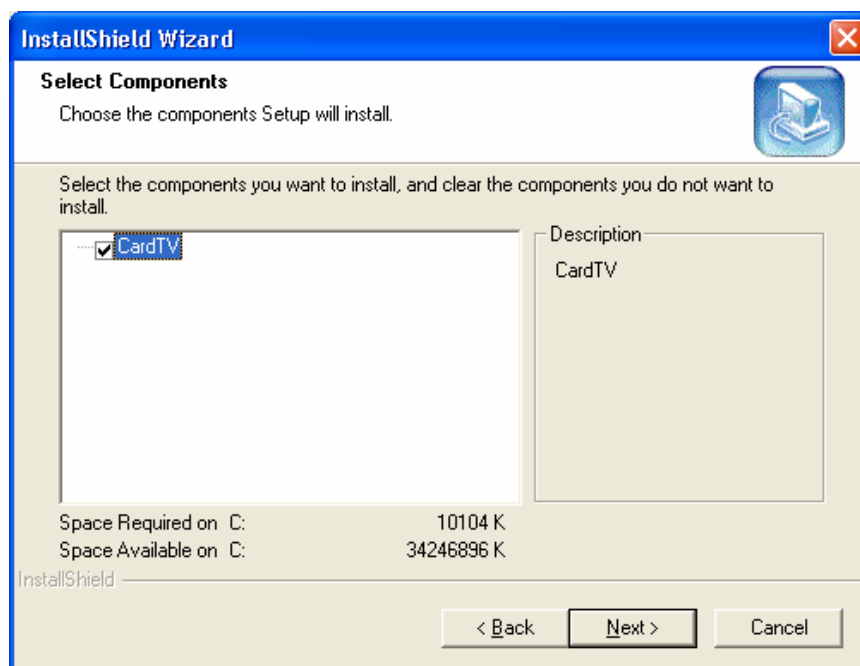 InstallShield Wizard
Select Components
Choose the components Setup will install.
Select the components you want to install, and clear the components you do not want to
install.
CardTV
Description
CardTV
Space Required on C: 10104 K
Space Available on C: 34246896 K
InstallShield
< Back Next > Cancel